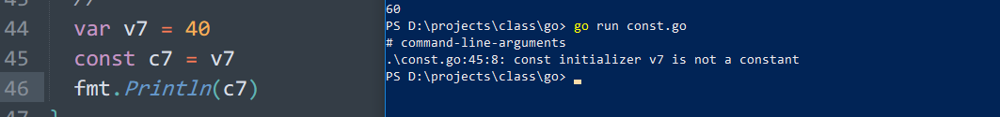 //
44 var v7 = 40
45 const c7 = v7
46 fmt.Println(c7)
}
60
PS D:\projects\class\go> go run const.go
# command-line-arguments
.\const.go:45:8: const initializer v7 is not a constant
PS D:\projects\class\go>